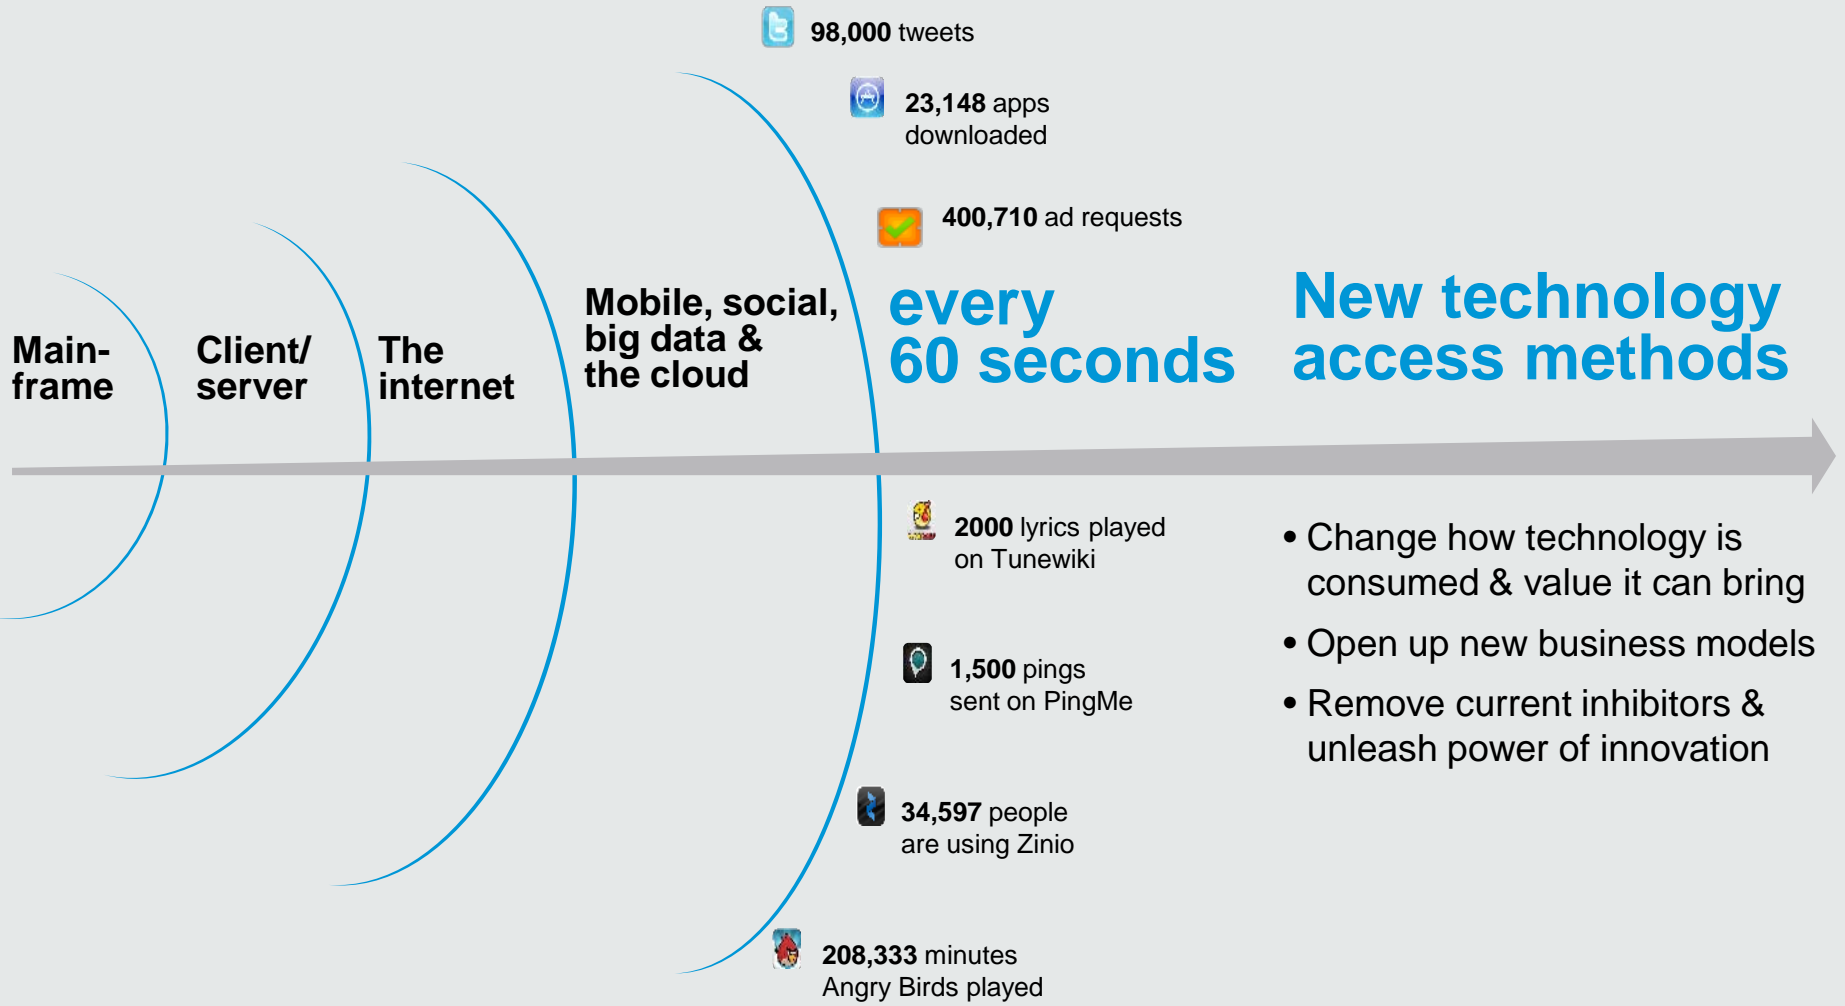 98,000 tweets
23,148 apps
downloaded
400,710 ad requests
Main-
frame
Client/
server
The
internet
Mobile, social,
big data &
the cloud
every
60 seconds
New technology
access methods
2000 lyrics played
on Tunewiki
1,500 pings
sent on PingMe
34,597 people
are using Zinio
208,333 minutes
Angry Birds played
• Change how technology is
consumed & value it can bring
• Open up new business models
• Remove current inhibitors &
unleash power of innovation